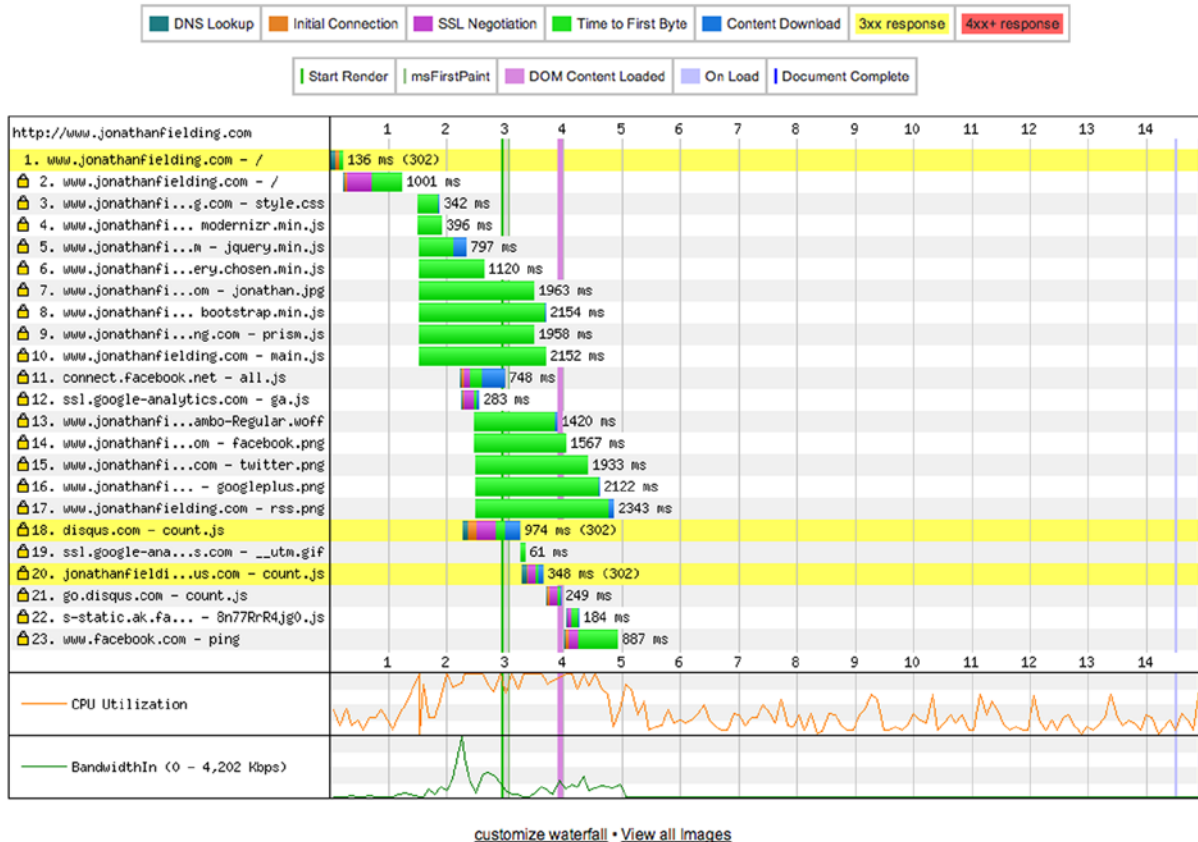 DNS Lookup Initial Connection SSL Negotiation Time to First Byte Content Download 3xx response 4xx+ response
Start Render msFirstPaint DOM Content Loaded On Load Document Complete
http://www.jonathanfielding.com 1 2 3 4 5 6 7 8 9 10 11 12 13 14
1. www.jonathanfielding.com - / 136 ms (302)
2. www.jonathanfielding.com - / 1001 ms
3. www.jonathanfi...g.com - style.css 342 ms
4. www.jonathanfi... modernizr.min.js 396 ms
5. www.jonathanfi...m - jquery.min.js 797 ms
6. www.jonathanfi...ery.chosen.min.js 1120 ms
7. www.jonathanfi...om - jonathan.jpg 1963 ms
8. www.jonathanfi... bootstrap.min.js 2154 ms
9. www.jonathanfi...ng.com - prism.js 1958 ms
10. www.jonathanfielding.com - main.js 2152 ms
11. connect.facebook.net - all.js 748 ms
12. ssl.google-analytics.com - ga.js 283 ms
13. www.jonathanfi...ambo-Regular.woff 1420 ms
14. www.jonathanfi...om - facebook.png 1567 ms
15. www.jonathanfi...com - twitter.png 1933 ms
16. www.jonathanfi... - googleplus.png 2122 ms
17. www.jonathanfielding.com - rss.png 2343 ms
18. disqus.com - count.js 974 ms (302)
19. ssl.google-ana...s.com - __utm.gif 61 ms
20. jonathanfieldi...us.com - count.js 348 ms (302)
21. go.disqus.com - count.js 249 ms
22. s-static.ak.fa... - 8n77RrR4jg0.js 184 ms
23. www.facebook.com - ping 887 ms
1 2 3 4 5 6 7 8 9 10 11 12 13 14
CPU Utilization
BandwidthIn (0 - 4,202 Kbps)
customize waterfall • View all Images